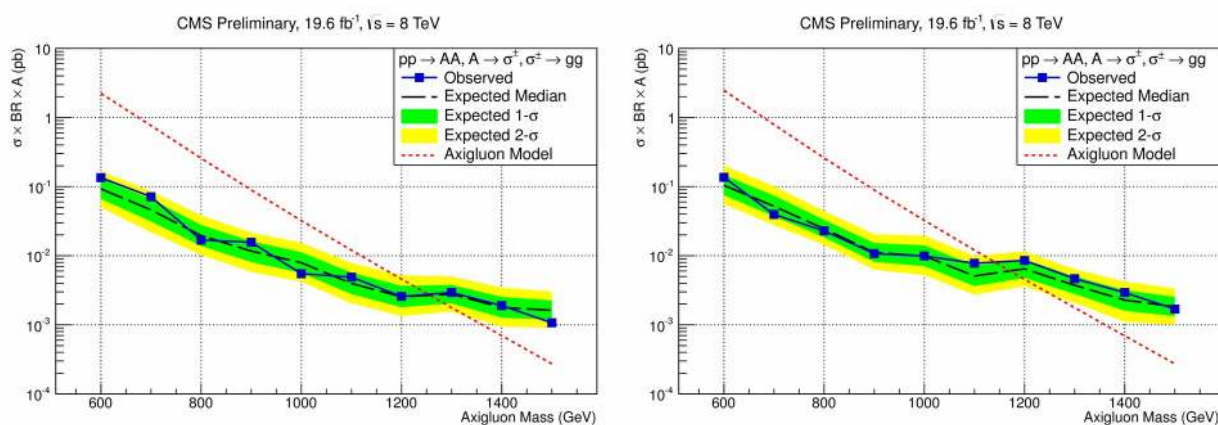 CMS Preliminary, 19.6 fb⁻¹, √s = 8 TeV
σ × BR × A (pb)
10
1
10⁻¹
10⁻²
10⁻³
10⁻⁴
pp → AA, A → σ±, σ± → gg
Observed
Expected Median
Expected 1-σ
Expected 2-σ
Axigluon Model
600 800 1000 1200 1400
Axigluon Mass (GeV)
CMS Preliminary, 19.6 fb⁻¹, √s = 8 TeV
σ × BR × A (pb)
10
1
10⁻¹
10⁻²
10⁻³
10⁻⁴
pp → AA, A → σ±, σ± → gg
Observed
Expected Median
Expected 1-σ
Expected 2-σ
Axigluon Model
600 800 1000 1200 1400
Axigluon Mass (GeV)